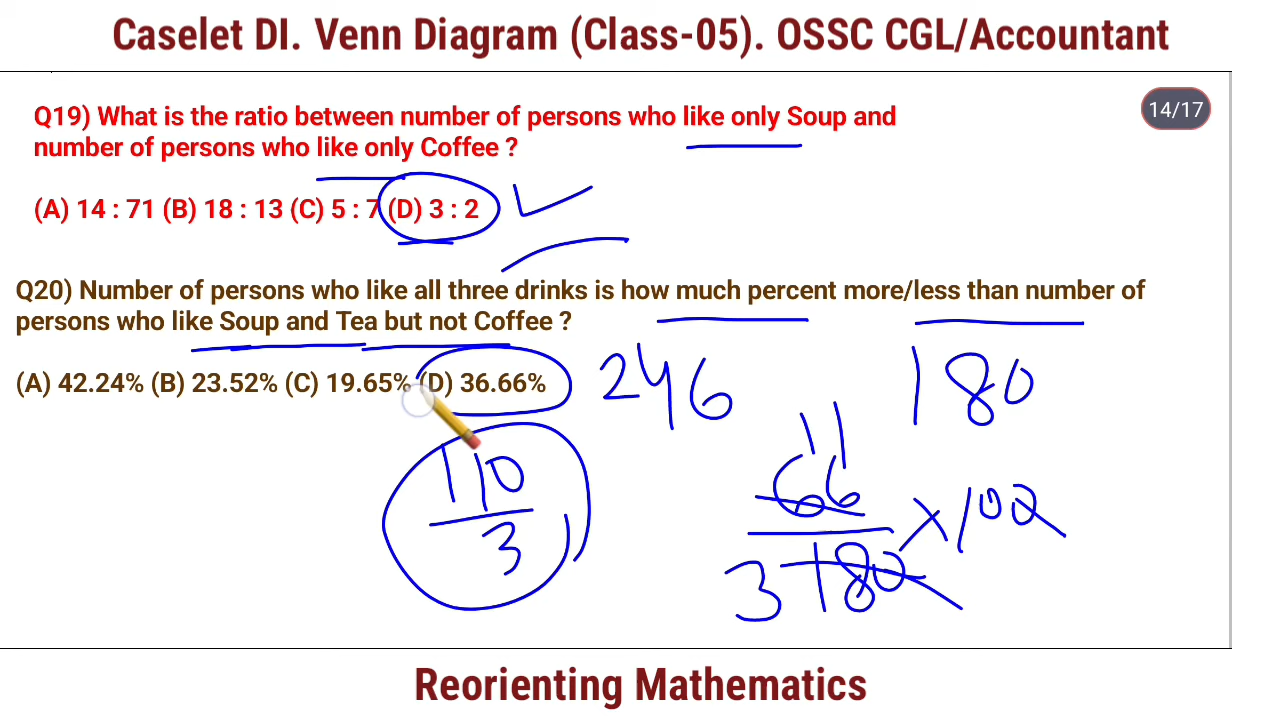 Caselet DI. Venn Diagram (Class-05). OSSC CGL/Accountant
14/17
Q19) What is the ratio between number of persons who like only Soup and
number of persons who like only Coffee ?
(A) 14 : 71 (B) 18 : 13 (C) 5 : 7 (D) 3 : 2
Q20) Number of persons who like all three drinks is how much percent more/less than number of
persons who like Soup and Tea but not Coffee ?
(A) 42.24% (B) 23.52% (C) 19.65% (D) 36.66%
246 180
11
110 66 × 100
3 3 180
Reorienting Mathematics